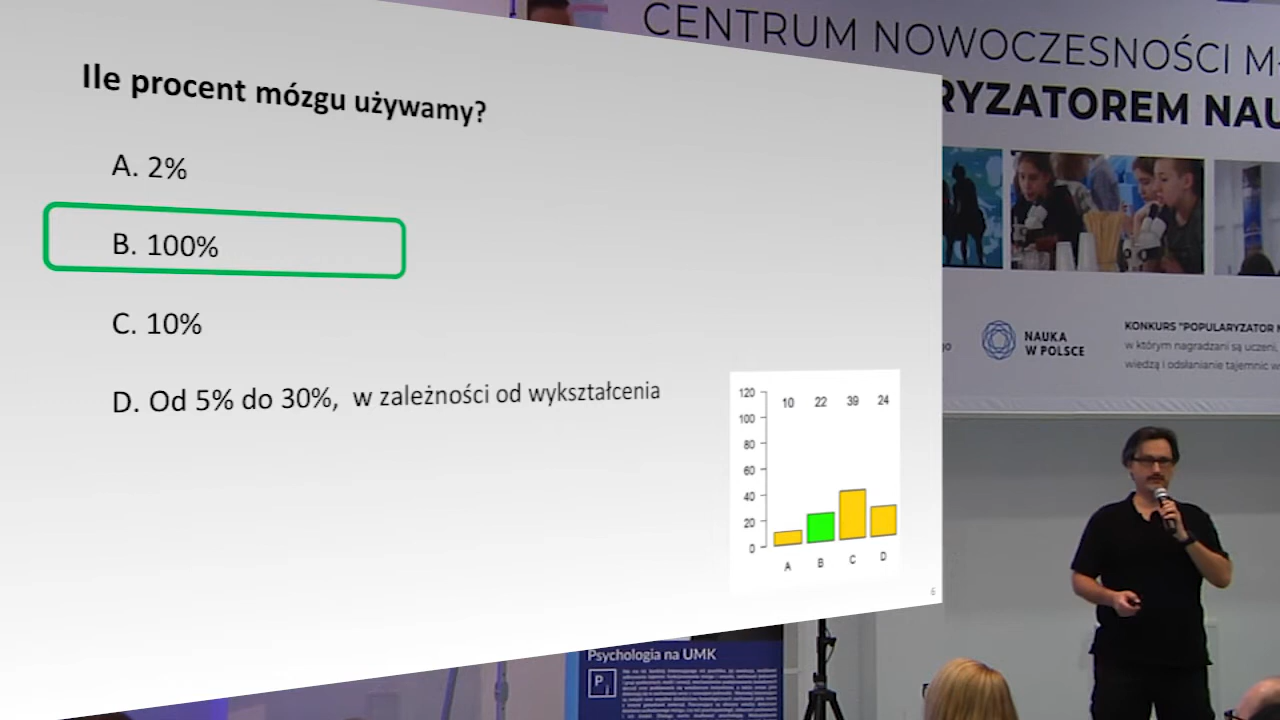 Ile procent mózgu używamy?
A. 2%
B. 100%
C. 10%
D. Od 5% do 30%, w zależności od wykształcenia
120
100
80
60
40
20
0
10 22 39 24
A B C D
6
CENTRUM NOWOCZESNOŚCI
RYZATOREM
NAUKA
W POLSCE
KONKURS "POPULARYZATOR
w którym nagradzani są uczeni,
wiedzą i odsłanianie tajemnic
Psychologia na UMK